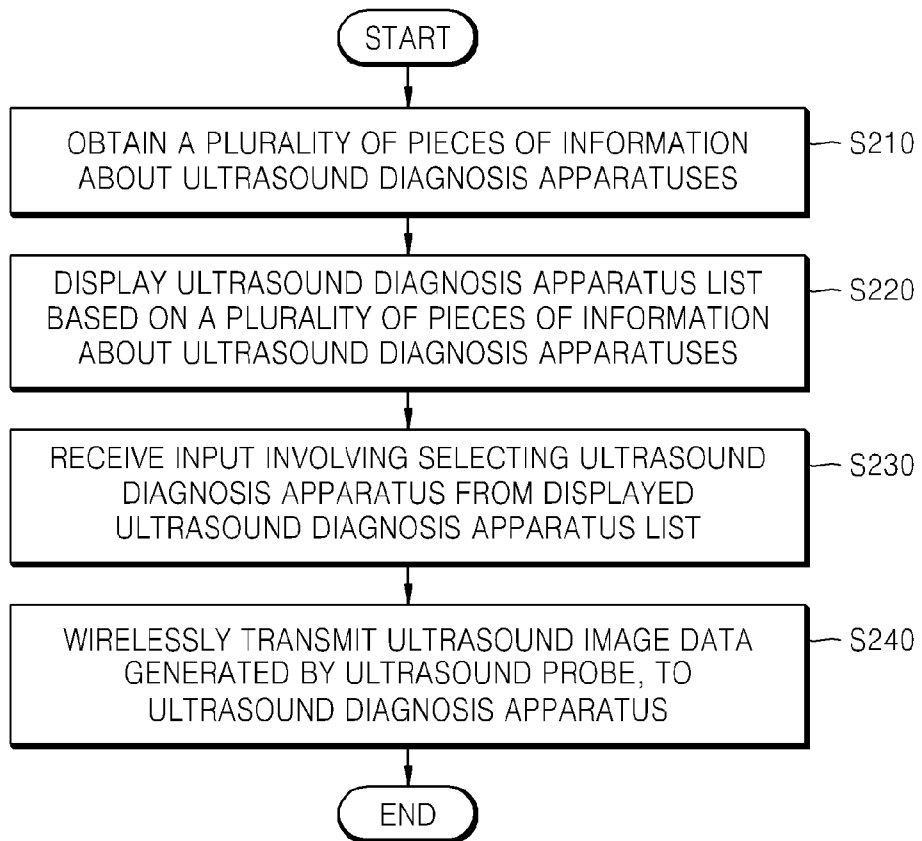 START
OBTAIN A PLURALITY OF PIECES OF INFORMATION
ABOUT ULTRASOUND DIAGNOSIS APPARATUSES
S210
DISPLAY ULTRASOUND DIAGNOSIS APPARATUS LIST
BASED ON A PLURALITY OF PIECES OF INFORMATION
ABOUT ULTRASOUND DIAGNOSIS APPARATUSES
S220
RECEIVE INPUT INVOLVING SELECTING ULTRASOUND
DIAGNOSIS APPARATUS FROM DISPLAYED
ULTRASOUND DIAGNOSIS APPARATUS LIST
S230
WIRELESSLY TRANSMIT ULTRASOUND IMAGE DATA
GENERATED BY ULTRASOUND PROBE, TO
ULTRASOUND DIAGNOSIS APPARATUS
S240
END